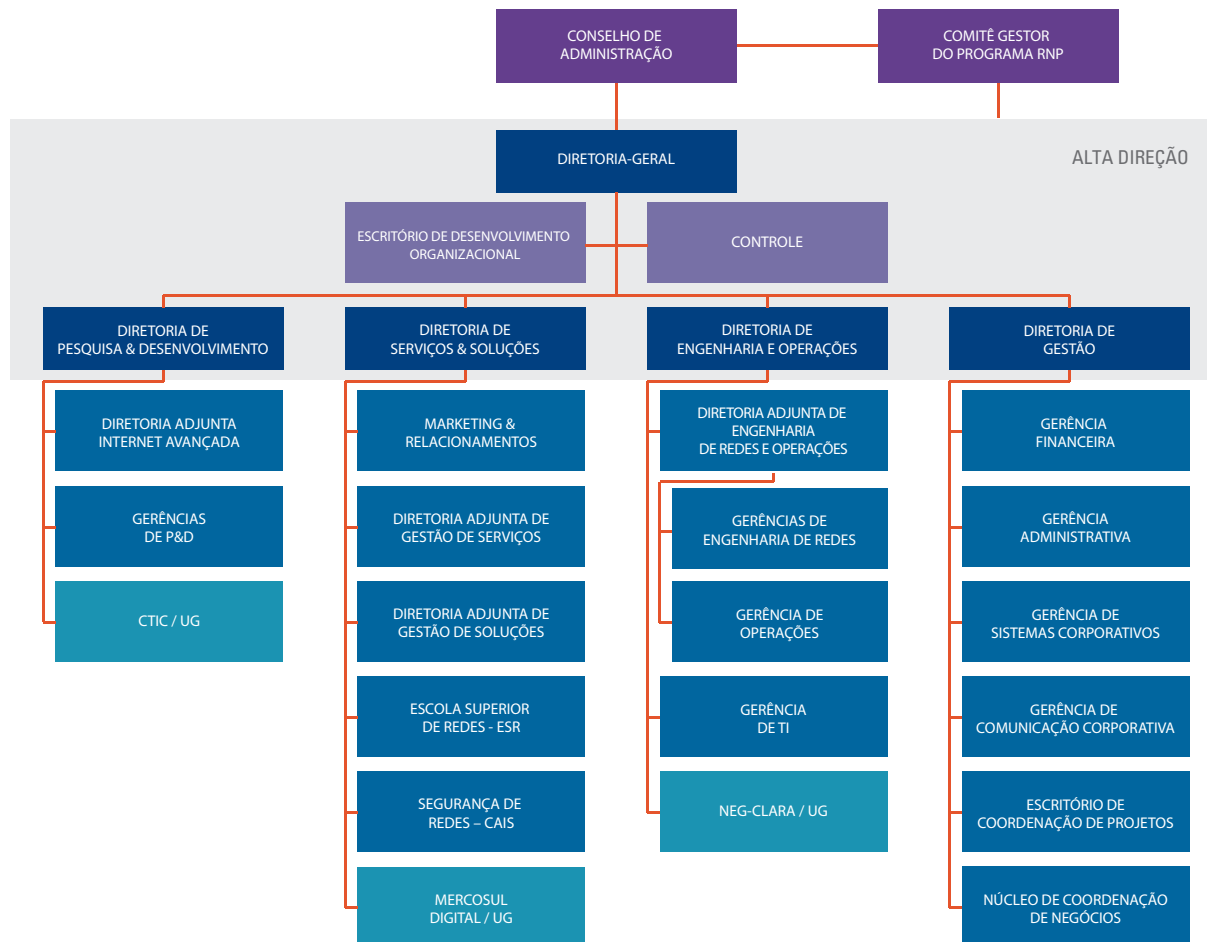 CONSELHO DE
ADMINISTRAÇÃO
COMITÊ GESTOR
DO PROGRAMA RNP
DIRETORIA-GERAL
ALTA DIREÇÃO
ESCRITÓRIO DE DESENVOLVIMENTO
ORGANIZACIONAL
CONTROLE
DIRETORIA DE
PESQUISA & DESENVOLVIMENTO
DIRETORIA DE
SERVIÇOS & SOLUÇÕES
DIRETORIA DE
ENGENHARIA E OPERAÇÕES
DIRETORIA DE
GESTÃO
DIRETORIA ADJUNTA
INTERNET AVANÇADA
GERÊNCIAS
DE P&D
CTIC / UG
MARKETING &
RELACIONAMENTOS
DIRETORIA ADJUNTA DE
GESTÃO DE SERVIÇOS
DIRETORIA ADJUNTA DE
GESTÃO DE SOLUÇÕES
ESCOLA SUPERIOR
DE REDES - ESR
SEGURANÇA DE
REDES – CAIS
MERCOSUL
DIGITAL / UG
DIRETORIA ADJUNTA DE
ENGENHARIA
DE REDES E OPERAÇÕES
GERÊNCIAS DE
ENGENHARIA DE REDES
GERÊNCIA DE
OPERAÇÕES
GERÊNCIA
DE TI
NEG-CLARA / UG
GERÊNCIA
FINANCEIRA
GERÊNCIA
ADMINISTRATIVA
GERÊNCIA DE
SISTEMAS CORPORATIVOS
GERÊNCIA DE
COMUNICAÇÃO CORPORATIVA
ESCRITÓRIO DE
COORDENAÇÃO DE PROJETOS
NÚCLEO DE COORDENAÇÃO
DE NEGÓCIOS